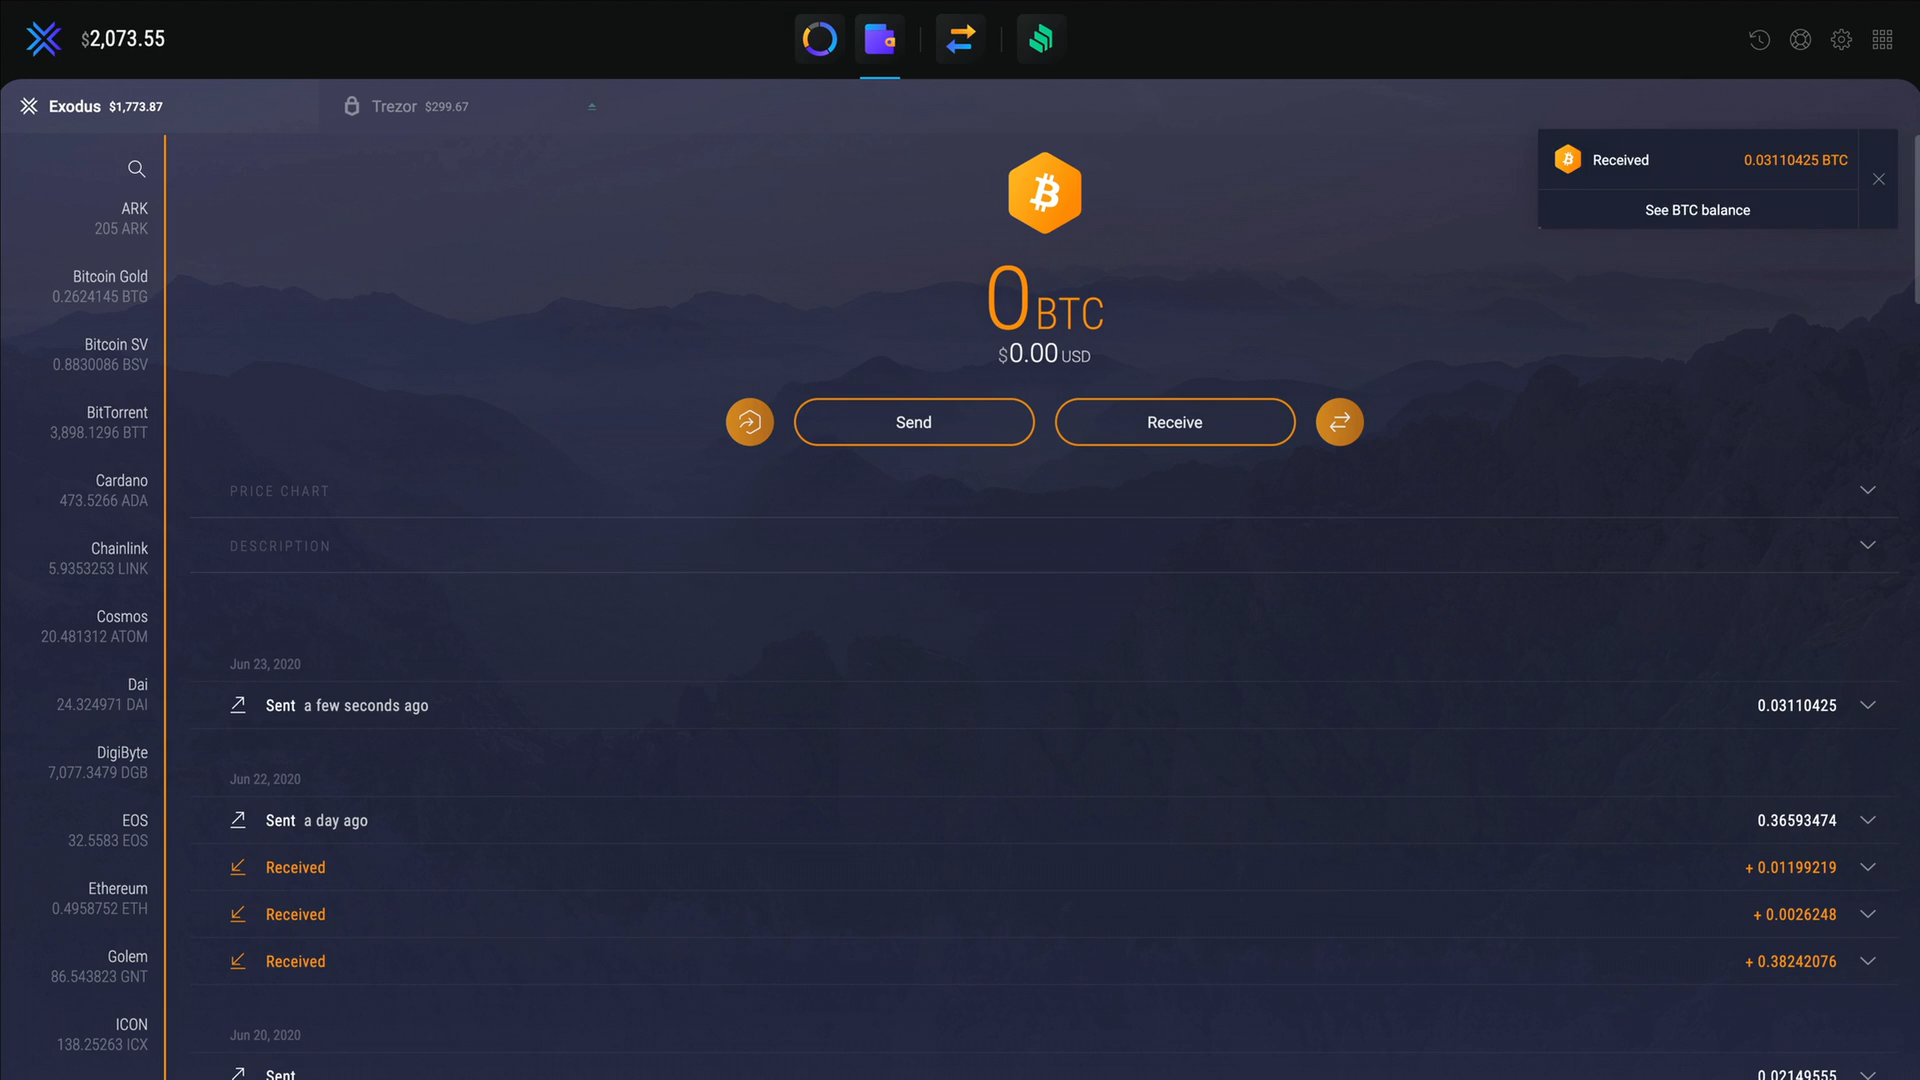 $2,073.55
Exodus $1,773.87
Trezor $299.67
ARK
205 ARK
Bitcoin Gold
0.2624145 BTG
Bitcoin SV
0.8830086 BSV
BitTorrent
3,898.1296 BTT
Cardano
473.5266 ADA
Chainlink
5.9353253 LINK
Cosmos
20.481312 ATOM
Dai
24.324971 DAI
DigiByte
7,077.3479 DGB
EOS
32.5583 EOS
Ethereum
0.4958752 ETH
Golem
86.543823 GNT
ICON
138.25263 ICX
0 BTC
$0.00 USD
Send
Receive
PRICE CHART
DESCRIPTION
Jun 23, 2020
Sent a few seconds ago 0.03110425
Jun 22, 2020
Sent a day ago 0.36593474
Received + 0.01199219
Received + 0.0026248
Received + 0.38242076
Jun 20, 2020
Sent 0.02149555
Received 0.03110425 BTC
See BTC balance